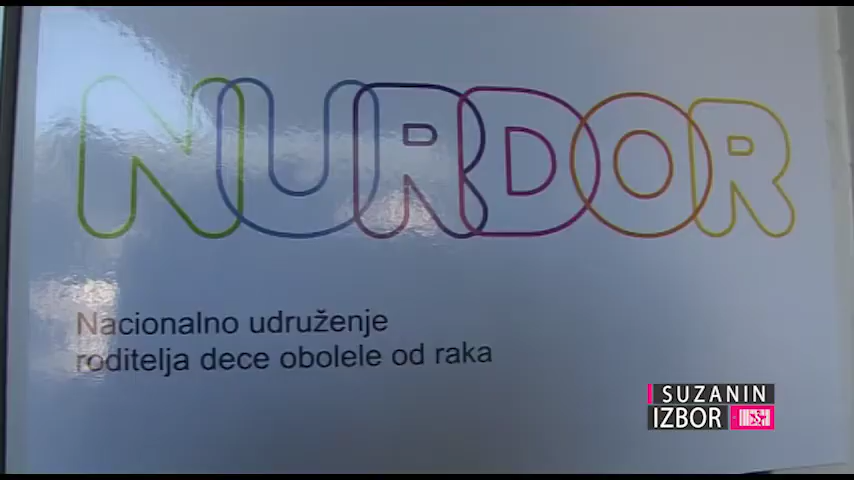 NURDOR
Nacionalno udruženje
roditelja dece obolele od raka
SUZANIN
IZBOR